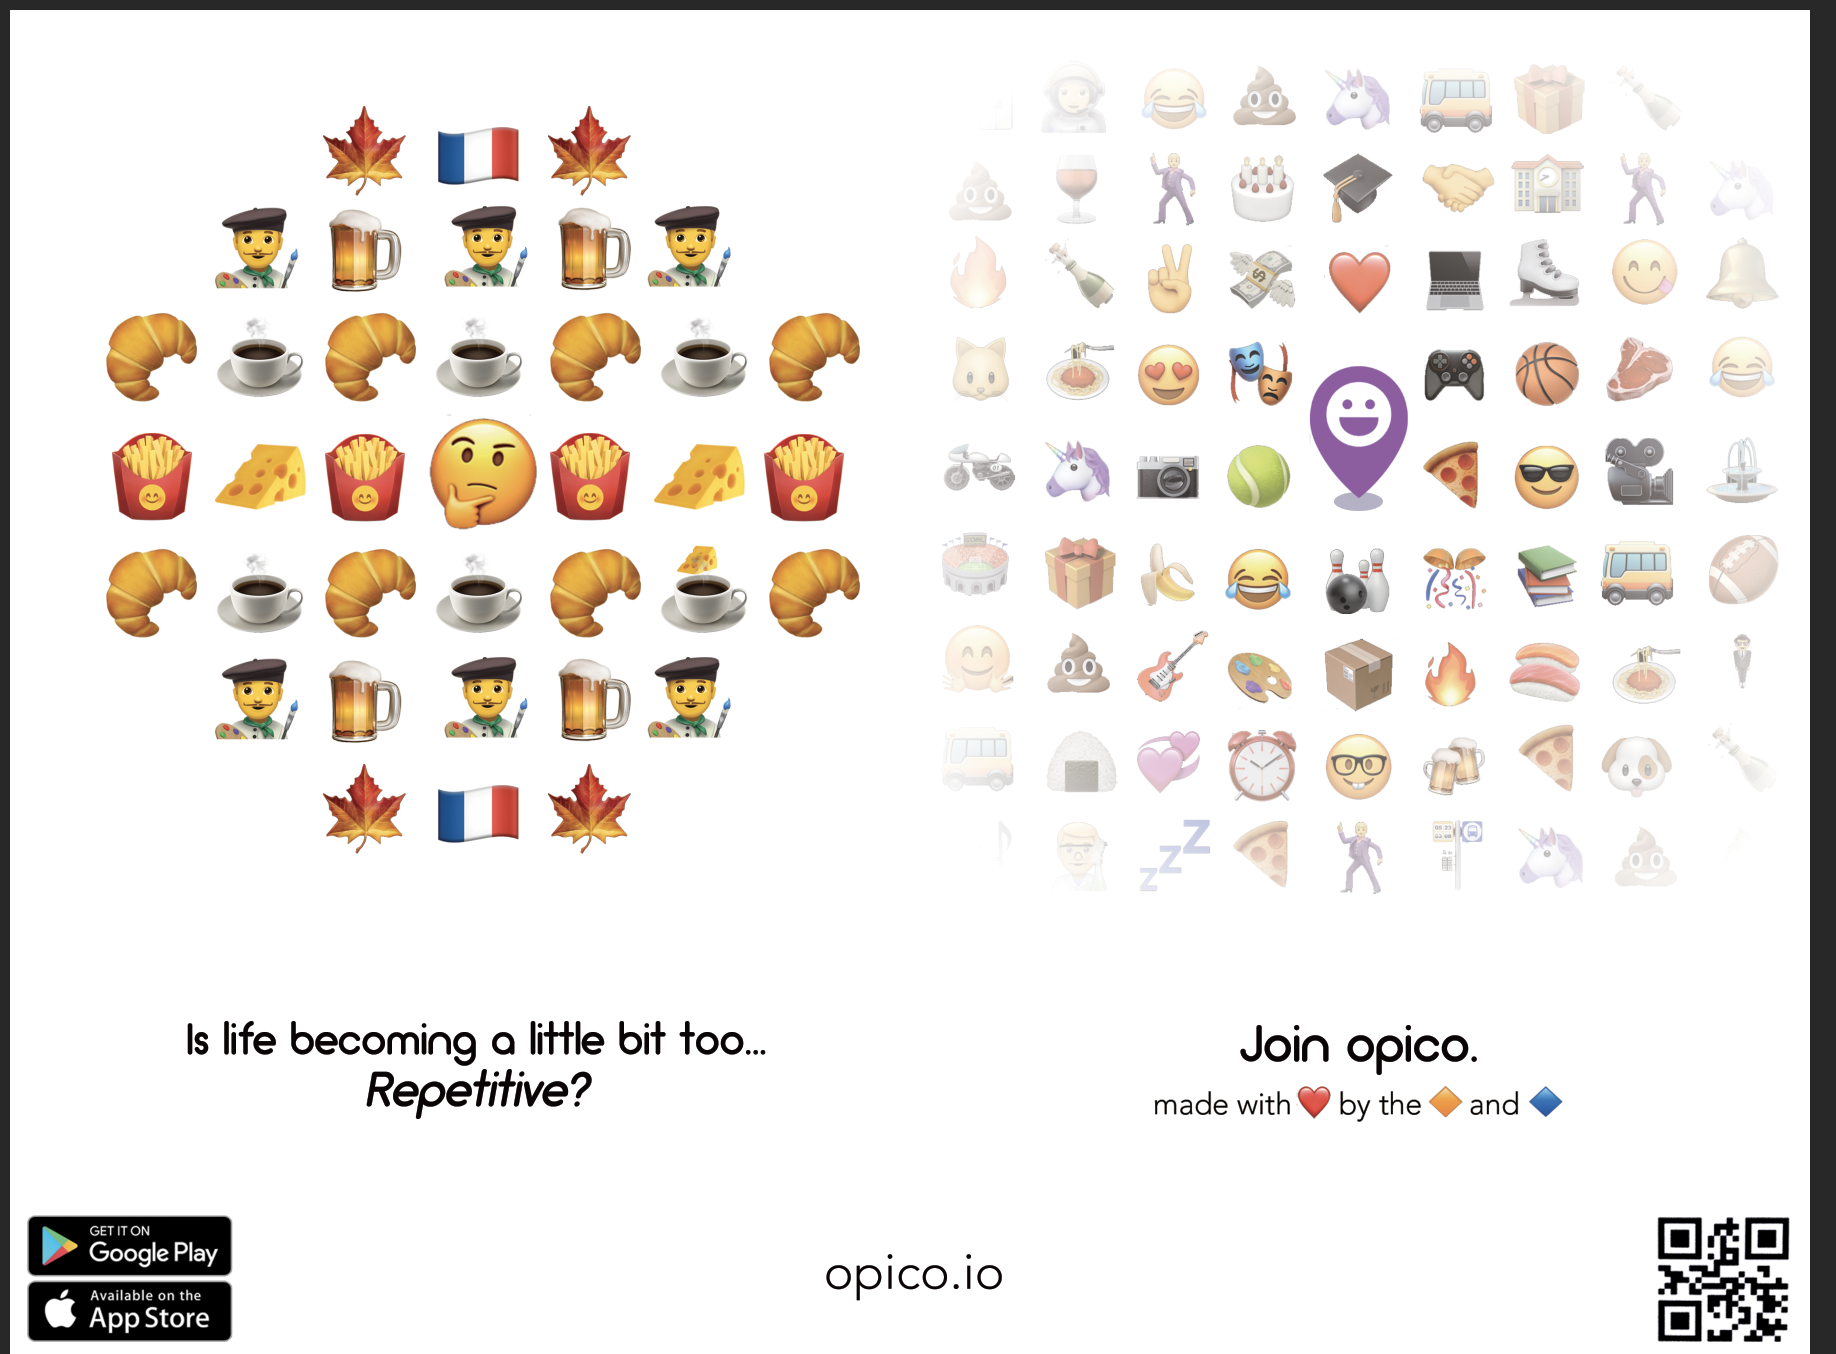 Is life becoming a little bit too...
Repetitive?
Join opico.
made with ❤️ by the 🔶 and 🔷
GET IT ON
Google Play
Available on the
App Store
opico.io